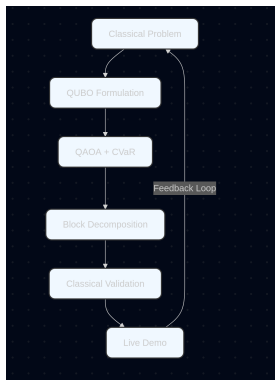 Classical Problem
QUBO Formulation
QAOA + CVaR
Feedback Loop
Block Decomposition
Classical Validation
Live Demo